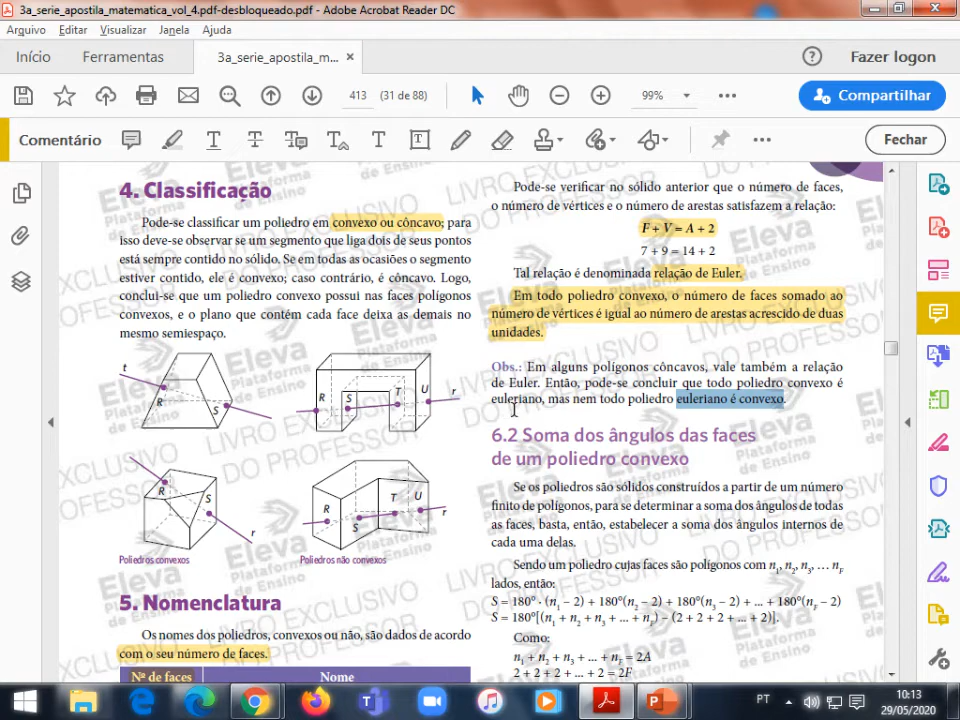 3a_serie_apostila_matematica_vol_4.pdf-desbloqueado.pdf - Adobe Acrobat Reader DC
Arquivo Editar Visualizar Janela Ajuda
Início Ferramentas 3a_serie_apostila_m... × Fazer logon
413 (31 de 88) 99% Compartilhar
Comentário Fechar
4. Classificação
Pode-se classificar um poliedro em convexo ou côncavo; para
isso deve-se observar se um segmento que liga dois de seus pontos
está sempre contido no sólido. Se em todas as ocasiões o segmento
estiver contido, ele é convexo; caso contrário, é côncavo. Logo,
conclui-se que um poliedro convexo possui nas faces polígonos
convexos, e o plano que contém cada face deixa as demais no
mesmo semiespaço.
t R S
R S T U r
R S r
R S T U r
Poliedros convexos
Poliedros não convexos
5. Nomenclatura
Os nomes dos poliedros, convexos ou não, são dados de acordo
com o seu número de faces.
Nº de faces Nome
Pode-se verificar no sólido anterior que o número de faces,
o número de vértices e o número de arestas satisfazem a relação:
F + V = A + 2
7 + 9 = 14 + 2
Tal relação é denominada relação de Euler.
Em todo poliedro convexo, o número de faces somado ao
número de vértices é igual ao número de arestas acrescido de duas
unidades.
Obs.: Em alguns polígonos côncavos, vale também a relação
de Euler. Então, pode-se concluir que todo poliedro convexo é
euleriano, mas nem todo poliedro euleriano é convexo.
6.2 Soma dos ângulos das faces
de um poliedro convexo
Se os poliedros são sólidos construídos a partir de um número
finito de polígonos, para se determinar a soma dos ângulos de todas
as faces, basta, então, estabelecer a soma dos ângulos internos de
cada uma delas.
Sendo um poliedro cujas faces são polígonos com n₁, n₂, n₃, … n_F
lados, então:
S = 180° · (n₁ – 2) + 180°(n₂ – 2) + 180°(n₃ – 2) + ... + 180°(n_F – 2)
S = 180°[(n₁ + n₂ + n₃ + ... + n_F) – (2 + 2 + 2 + ... + 2)].
Como:
n₁ + n₂ + n₃ + ... + n_F = 2A
2 + 2 + 2 + ... + 2 = 2F
LIVRO EXCLUSIVO
DO PROFESSOR
Eleva
Plataforma
de Ensino
PT 10:13
29/05/2020